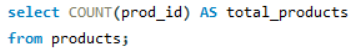 select COUNT(prod_id) AS total_products
from products;